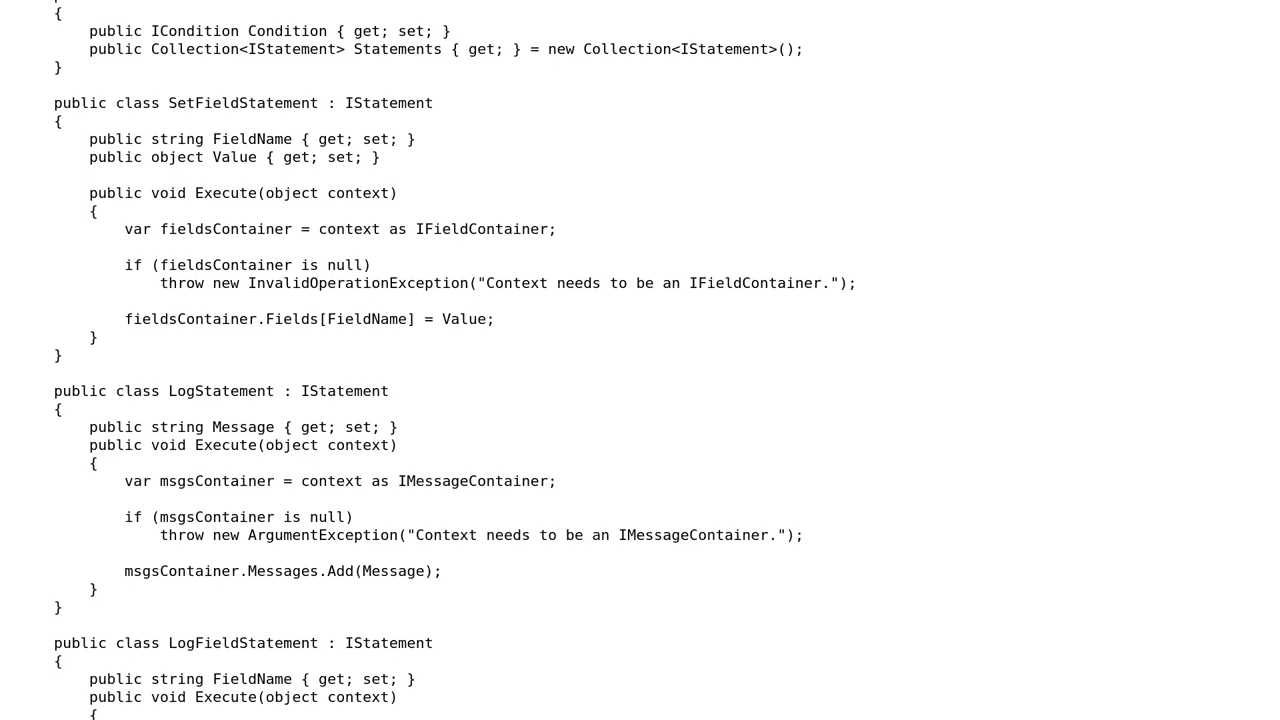 {
    public ICondition Condition { get; set; }
    public Collection<IStatement> Statements { get; } = new Collection<IStatement>();
}

public class SetFieldStatement : IStatement
{
    public string FieldName { get; set; }
    public object Value { get; set; }

    public void Execute(object context)
    {
        var fieldsContainer = context as IFieldContainer;

        if (fieldsContainer is null)
            throw new InvalidOperationException("Context needs to be an IFieldContainer.");

        fieldsContainer.Fields[FieldName] = Value;
    }
}

public class LogStatement : IStatement
{
    public string Message { get; set; }
    public void Execute(object context)
    {
        var msgsContainer = context as IMessageContainer;

        if (msgsContainer is null)
            throw new ArgumentException("Context needs to be an IMessageContainer.");

        msgsContainer.Messages.Add(Message);
    }
}

public class LogFieldStatement : IStatement
{
    public string FieldName { get; set; }
    public void Execute(object context)
    {